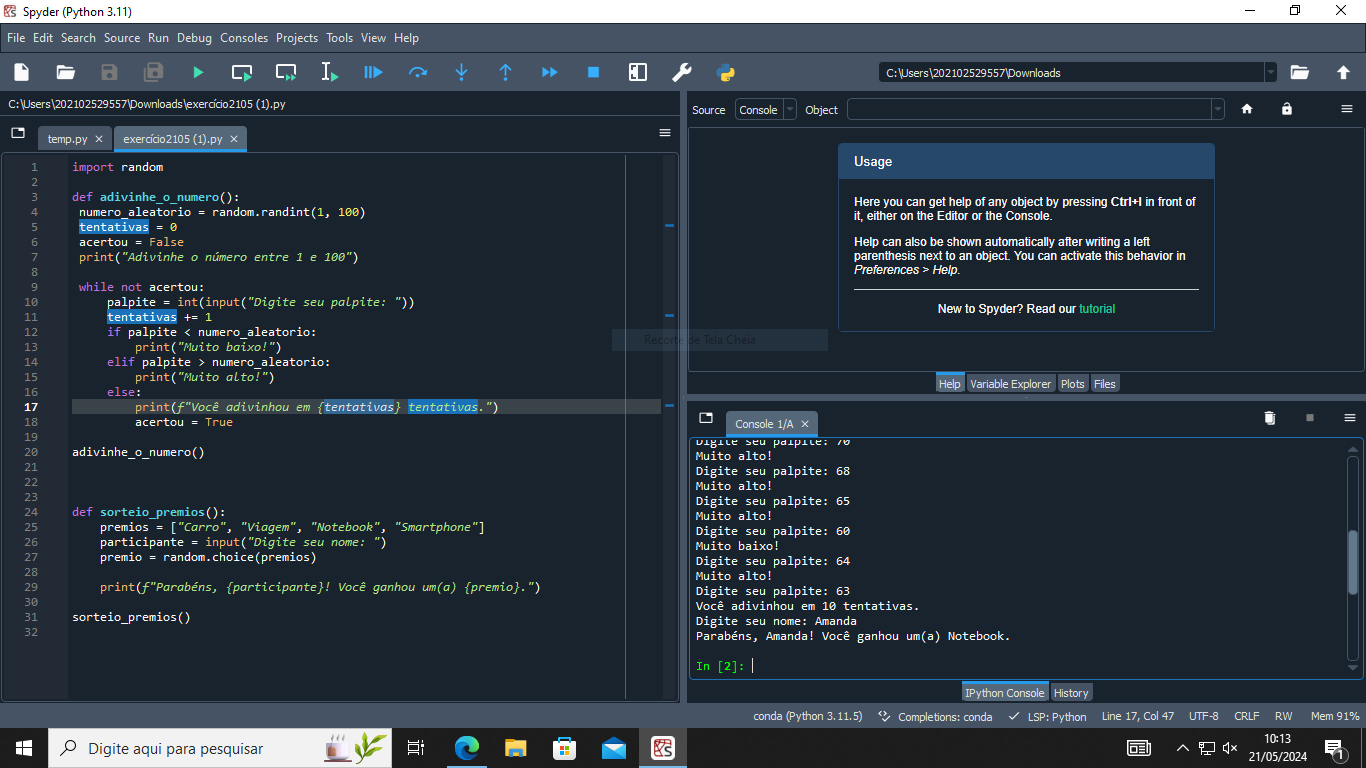 Spyder (Python 3.11)
File Edit Search Source Run Debug Consoles Projects Tools View Help
C:\Users\202102529557\Downloads
C:\Users\202102529557\Downloads\exercício2105 (1).py
temp.py
exercício2105 (1).py
1 import random
2
3 def adivinhe_o_numero():
4 numero_aleatorio = random.randint(1, 100)
5 tentativas = 0
6 acertou = False
7 print("Adivinhe o número entre 1 e 100")
8
9 while not acertou:
10 palpite = int(input("Digite seu palpite: "))
11 tentativas += 1
12 if palpite < numero_aleatorio:
13 print("Muito baixo!")
14 elif palpite > numero_aleatorio:
15 print("Muito alto!")
16 else:
17 print(f"Você adivinhou em {tentativas} tentativas.")
18 acertou = True
19
20 adivinhe_o_numero()
21
22
23
24 def sorteio_premios():
25 premios = ["Carro", "Viagem", "Notebook", "Smartphone"]
26 participante = input("Digite seu nome: ")
27 premio = random.choice(premios)
28
29 print(f"Parabéns, {participante}! Você ganhou um(a) {premio}.")
30
31 sorteio_premios()
32
Recorte de Tela Cheia
Source Console Object
Usage
Here you can get help of any object by pressing Ctrl+I in front of
it, either on the Editor or the Console.
Help can also be shown automatically after writing a left
parenthesis next to an object. You can activate this behavior in
Preferences > Help.
New to Spyder? Read our tutorial
Help Variable Explorer Plots Files
Console 1/A
Digite seu palpite: 70
Muito alto!
Digite seu palpite: 68
Muito alto!
Digite seu palpite: 65
Muito alto!
Digite seu palpite: 60
Muito baixo!
Digite seu palpite: 64
Muito alto!
Digite seu palpite: 63
Você adivinhou em 10 tentativas.
Digite seu nome: Amanda
Parabéns, Amanda! Você ganhou um(a) Notebook.
In [2]:
IPython Console History
conda (Python 3.11.5) Completions: conda LSP: Python Line 17, Col 47 UTF-8 CRLF RW Mem 91%
Digite aqui para pesquisar
10:13
21/05/2024
1